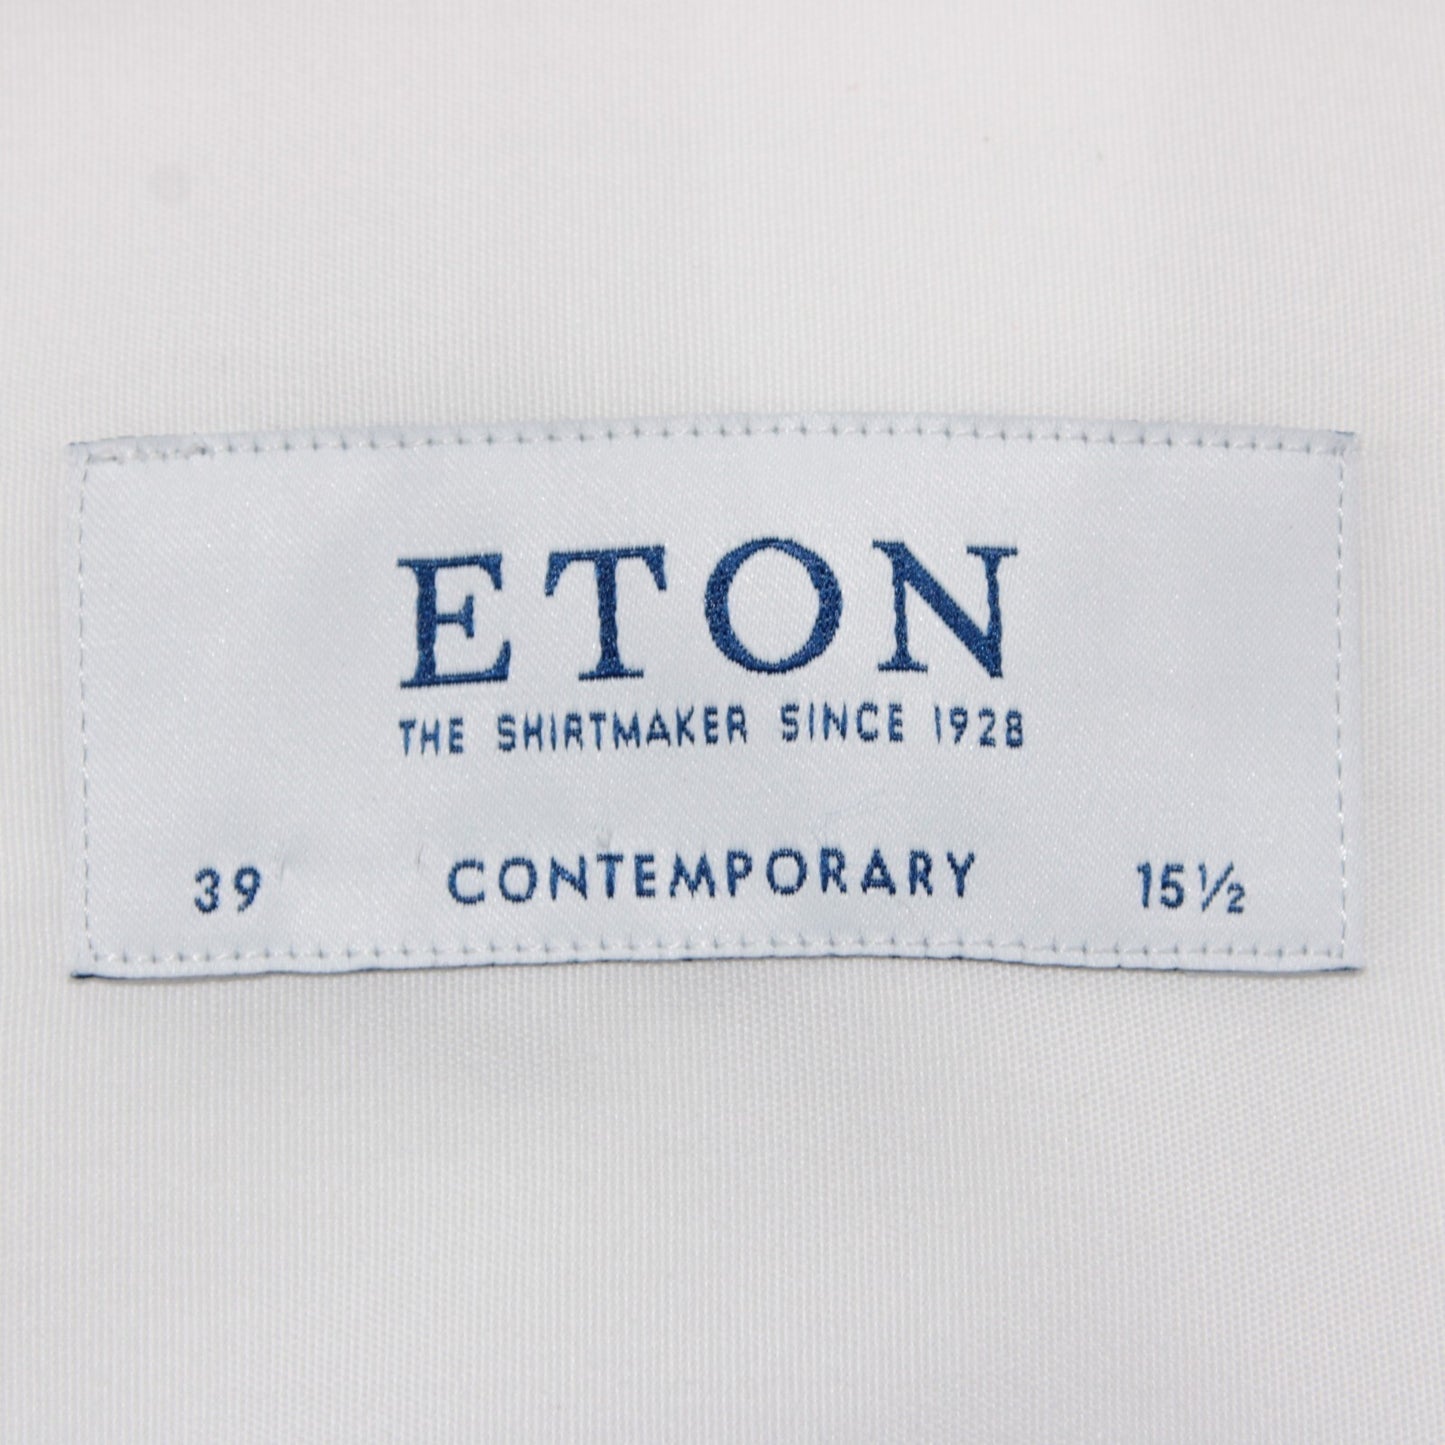 ETON
THE SHIRTMAKER SINCE 1928
39 CONTEMPORARY 15½